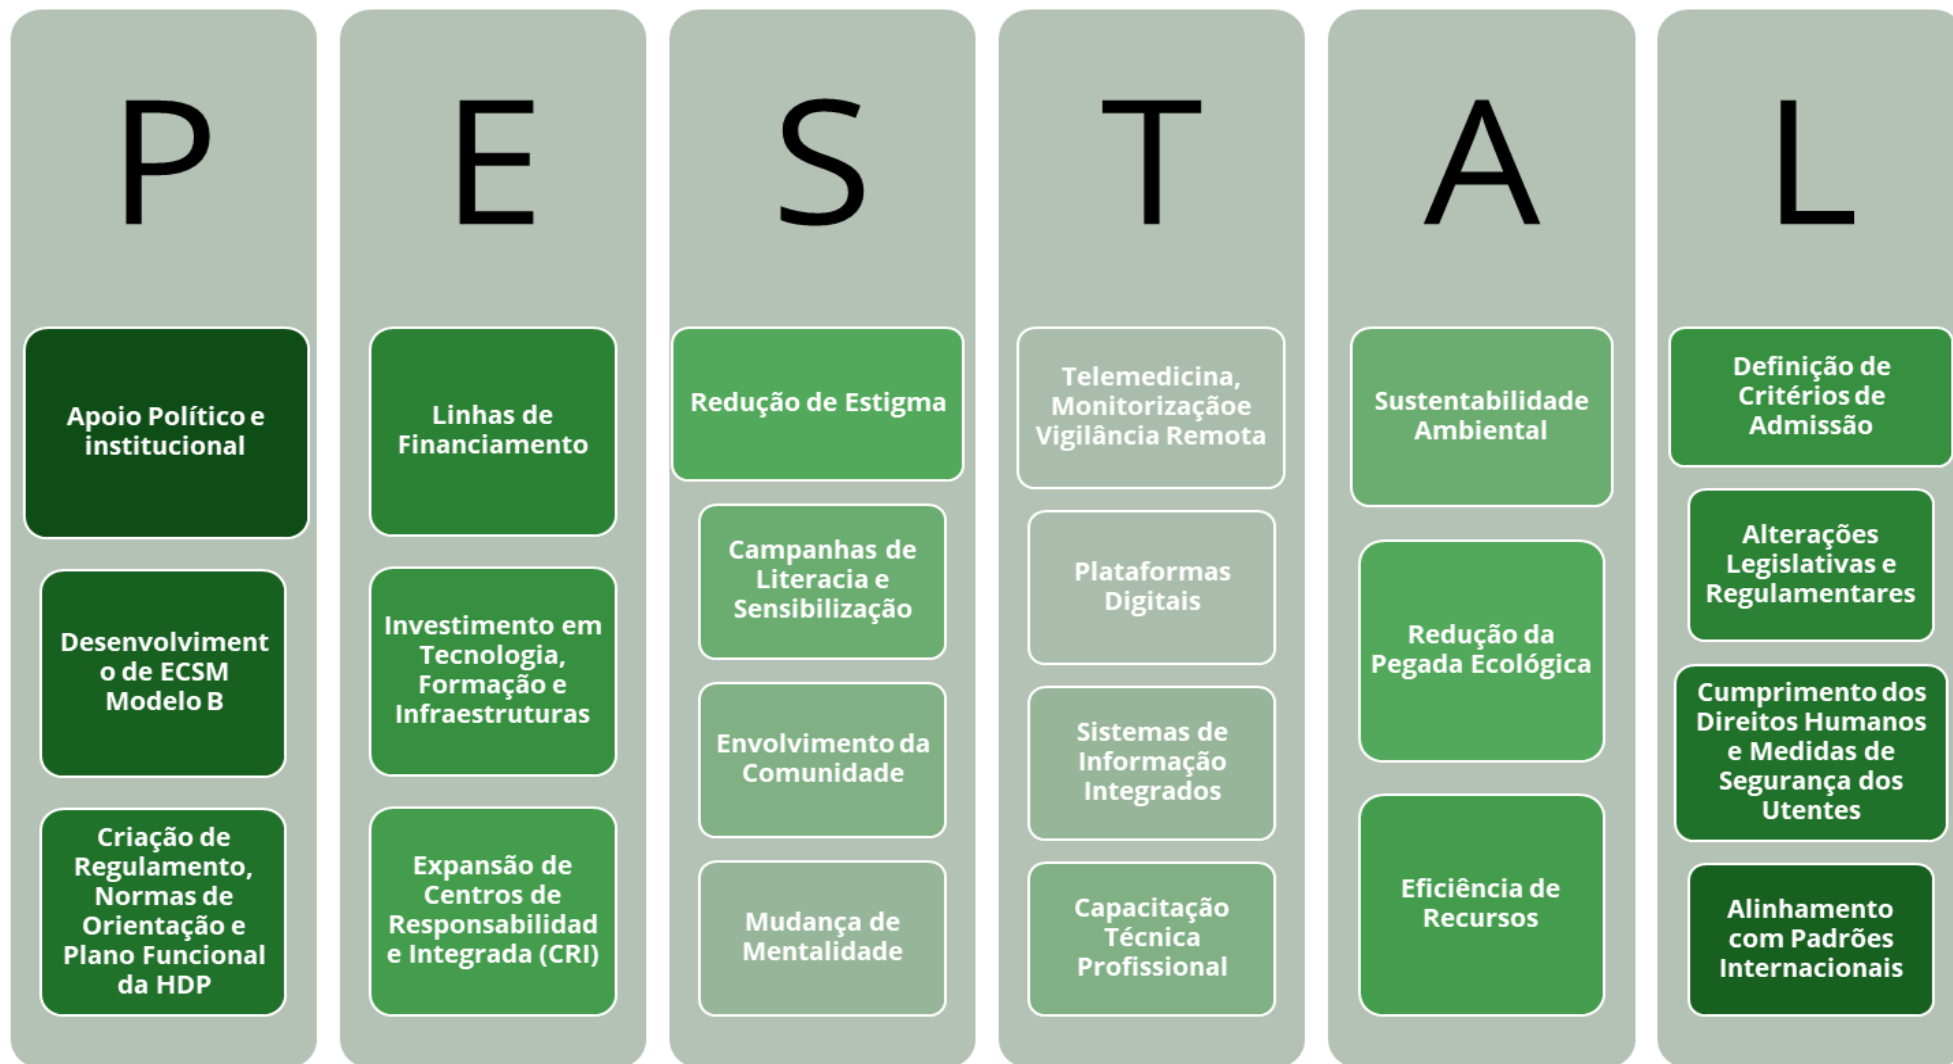 P
Apoio Político e
institucional
Desenvolviment
o de ECSM
Modelo B
Criação de
Regulamento,
Normas de
Orientação e
Plano Funcional
da HDP
E
Linhas de
Financiamento
Investimento em
Tecnologia,
Formação e
Infraestruturas
Expansão de
Centros de
Responsabilidad
e Integrada (CRI)
S
Redução de Estigma
Campanhas de
Literacia e
Sensibilização
Envolvimento da
Comunidade
Mudança de
Mentalidade
T
Telemedicina,
Monitorizaçãoe
Vigilância Remota
Plataformas
Digitais
Sistemas de
Informação
Integrados
Capacitação
Técnica
Profissional
A
Sustentabilidade
Ambiental
Redução da
Pegada Ecológica
Eficiência de
Recursos
L
Definição de
Critérios de
Admissão
Alterações
Legislativas e
Regulamentares
Cumprimento dos
Direitos Humanos
e Medidas de
Segurança dos
Utentes
Alinhamento
com Padrões
Internacionais